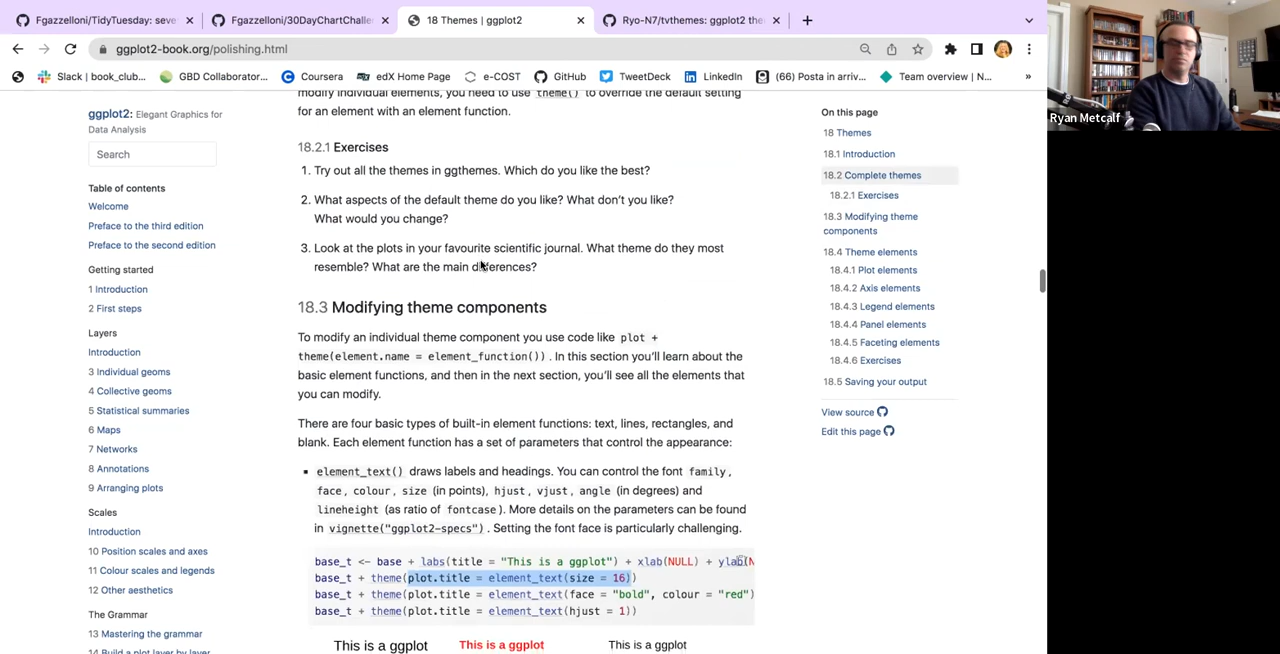 Fgazzelloni/TidyTuesday: seve
Fgazzelloni/30DayChartChalle
18 Themes | ggplot2
Ryo-N7/tvthemes: ggplot2 the
ggplot2-book.org/polishing.html
Slack | book_club...
GBD Collaborator...
Coursera
edX Home Page
e-COST
GitHub
TweetDeck
LinkedIn
(66) Posta in arriv...
Team overview | N...
»
Ryan Metcalf
ggplot2: Elegant Graphics for
Data Analysis
Search
Table of contents
Welcome
Preface to the third edition
Preface to the second edition
Getting started
1 Introduction
2 First steps
Layers
Introduction
3 Individual geoms
4 Collective geoms
5 Statistical summaries
6 Maps
7 Networks
8 Annotations
9 Arranging plots
Scales
Introduction
10 Position scales and axes
11 Colour scales and legends
12 Other aesthetics
The Grammar
13 Mastering the grammar
14 Build a plot layer by layer
modify individual elements, you need to use theme() to override the default setting
for an element with an element function.
18.2.1 Exercises
1. Try out all the themes in ggthemes. Which do you like the best?
2. What aspects of the default theme do you like? What don't you like?
What would you change?
3. Look at the plots in your favourite scientific journal. What theme do they most
resemble? What are the main differences?
18.3 Modifying theme components
To modify an individual theme component you use code like plot +
theme(element.name = element_function()). In this section you'll learn about the
basic element functions, and then in the next section, you'll see all the elements that
you can modify.
There are four basic types of built-in element functions: text, lines, rectangles, and
blank. Each element function has a set of parameters that control the appearance:
▪ element_text() draws labels and headings. You can control the font family,
face, colour, size (in points), hjust, vjust, angle (in degrees) and
lineheight (as ratio of fontcase). More details on the parameters can be found
in vignette("ggplot2-specs"). Setting the font face is particularly challenging.
base_t <- base + labs(title = "This is a ggplot") + xlab(NULL) + ylab(N
base_t + theme(plot.title = element_text(size = 16))
base_t + theme(plot.title = element_text(face = "bold", colour = "red")
base_t + theme(plot.title = element_text(hjust = 1))
This is a ggplot
This is a ggplot
This is a ggplot
On this page
18 Themes
18.1 Introduction
18.2 Complete themes
18.2.1 Exercises
18.3 Modifying theme
components
18.4 Theme elements
18.4.1 Plot elements
18.4.2 Axis elements
18.4.3 Legend elements
18.4.4 Panel elements
18.4.5 Faceting elements
18.4.6 Exercises
18.5 Saving your output
View source
Edit this page